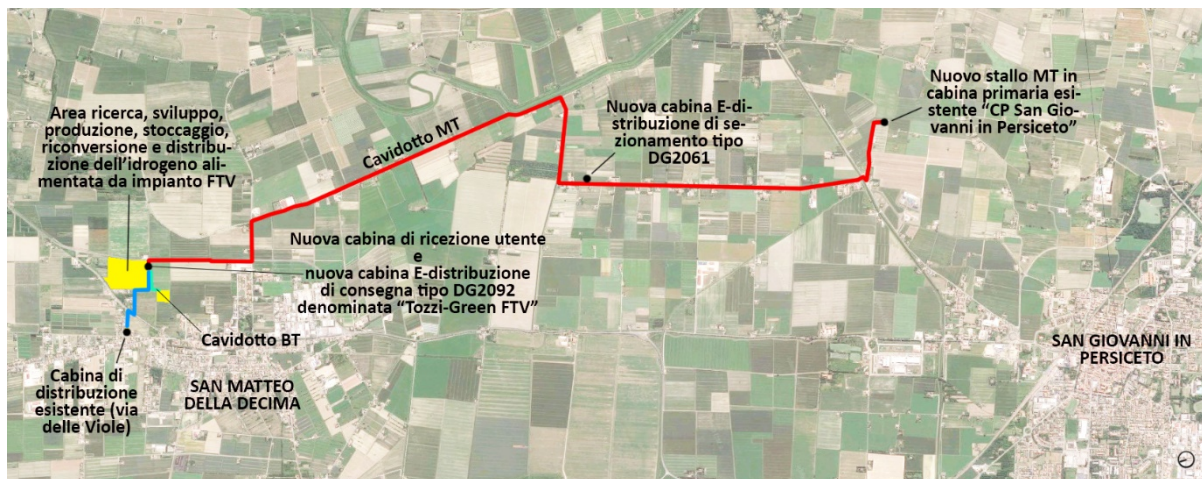 Area ricerca, sviluppo,
produzione, stoccaggio,
riconversione e distribu-
zione dell'idrogeno ali-
mentata da impianto FTV
Cavidotto MT
Nuova cabina E-di-
stribuzione di se-
zionamento tipo
DG2061
Nuovo stallo MT in
cabina primaria esi-
stente “CP San Gio-
vanni in Persiceto”
Nuova cabina di ricezione utente
e
nuova cabina E-distribuzione
di consegna tipo DG2092
denominata “Tozzi-Green FTV”
Cavidotto BT
Cabina di
distribuzione
esistente (via
delle Viole)
SAN MATTEO
DELLA DECIMA
SAN GIOVANNI IN
PERSICETO